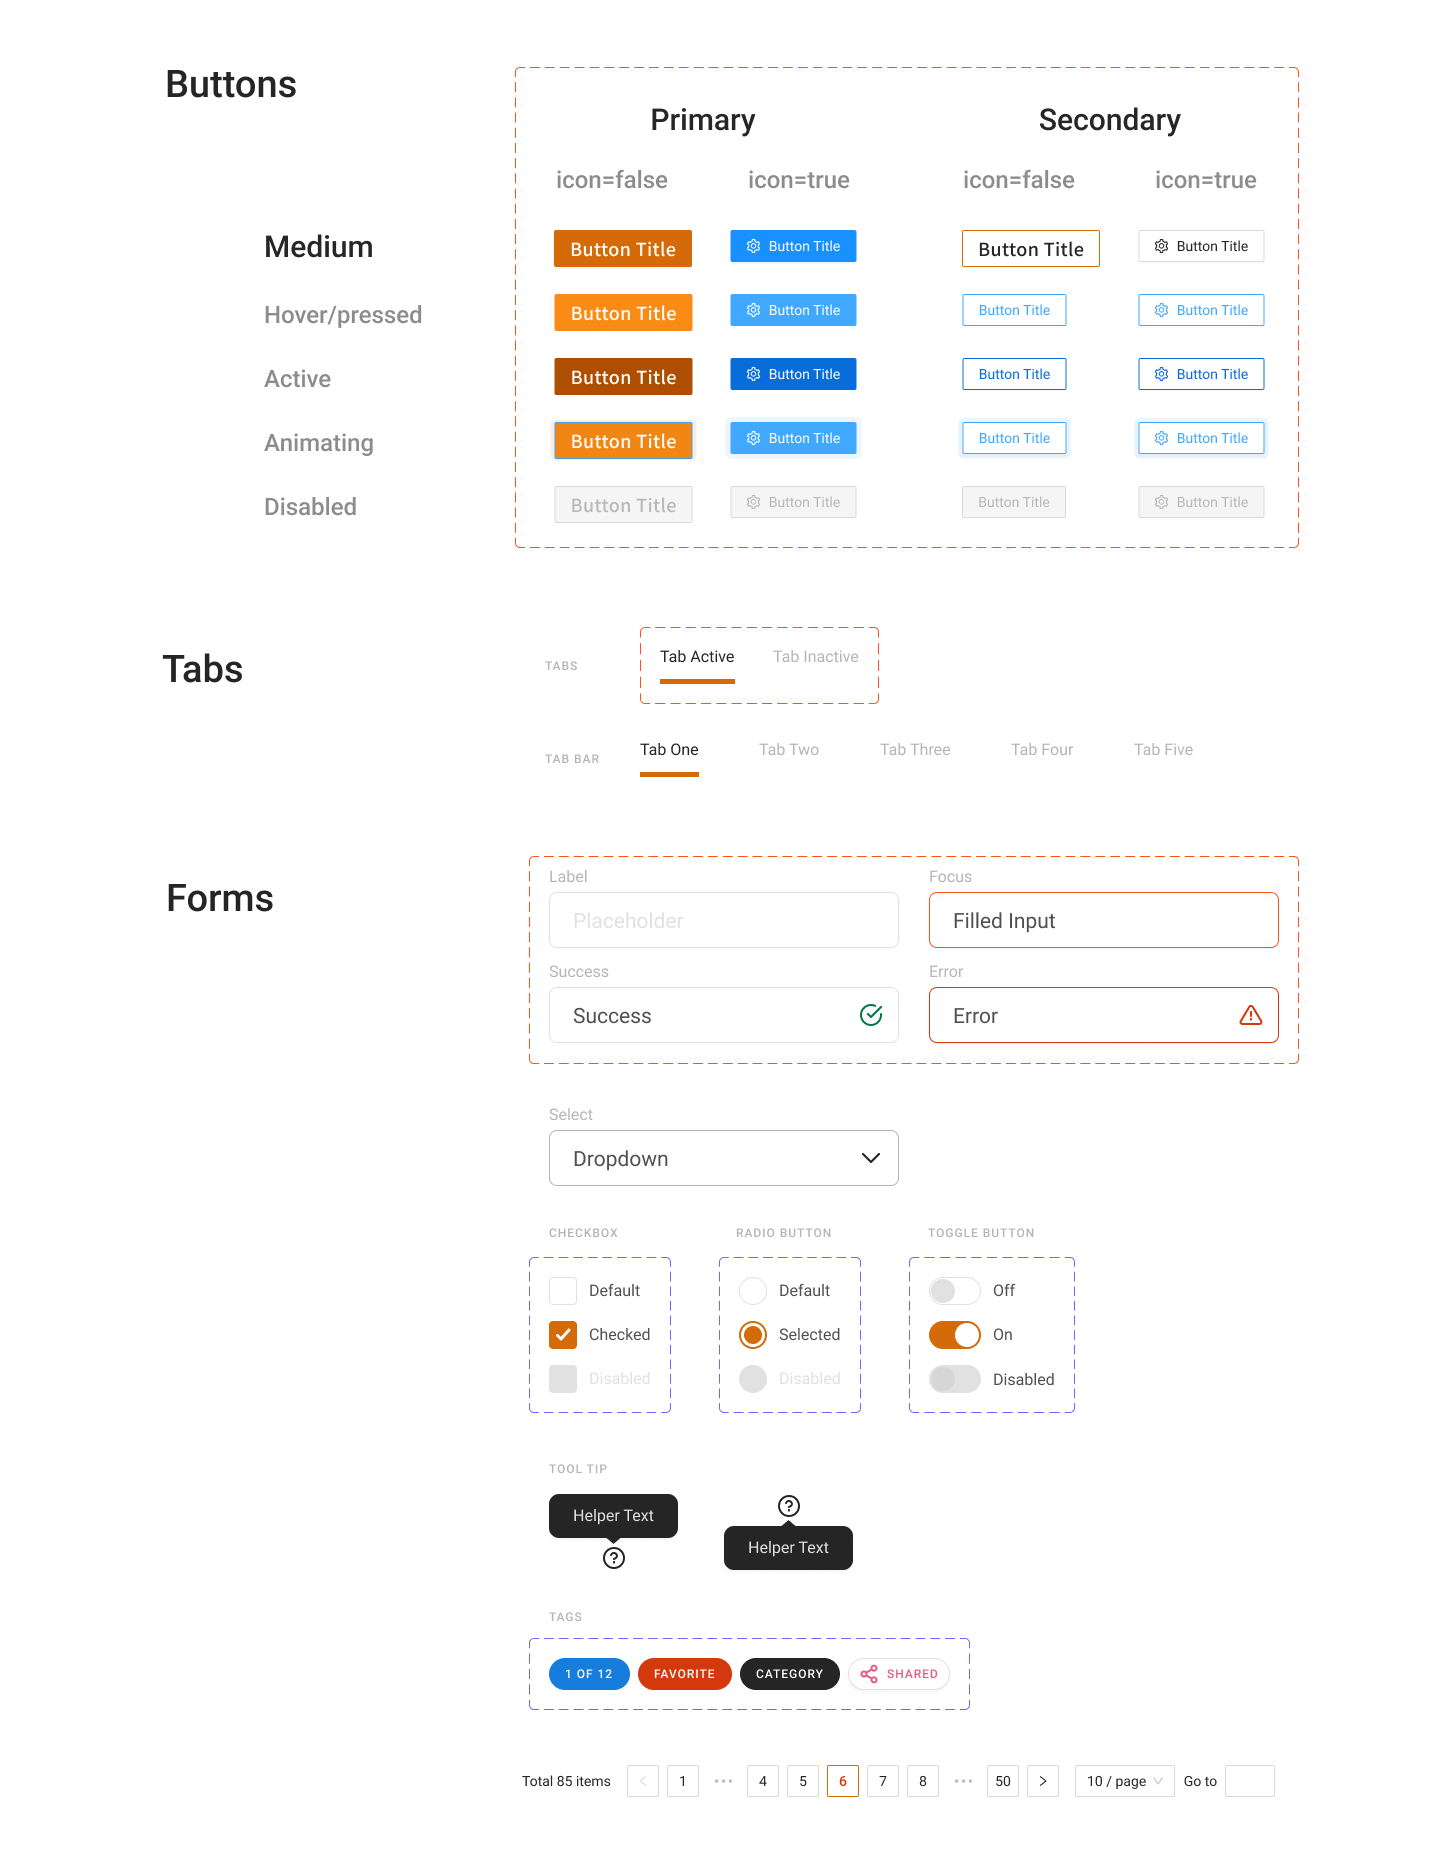 Buttons
Primary Secondary
icon=false icon=true icon=false icon=true
Medium Button Title Button Title Button Title Button Title
Hover/pressed Button Title Button Title Button Title Button Title
Active Button Title Button Title Button Title Button Title
Animating Button Title Button Title Button Title Button Title
Disabled Button Title Button Title Button Title Button Title
Tabs
TABS Tab Active Tab Inactive
TAB BAR Tab One Tab Two Tab Three Tab Four Tab Five
Forms
Label Focus
Placeholder Filled Input
Success Error
Success Error
Select
Dropdown
CHECKBOX RADIO BUTTON TOGGLE BUTTON
Default Default Off
Checked Selected On
Disabled Disabled Disabled
TOOL TIP
Helper Text
Helper Text
TAGS
1 OF 12 FAVORITE CATEGORY SHARED
Total 85 items < 1 ••• 4 5 6 7 8 ••• 50 > 10 / page Go to